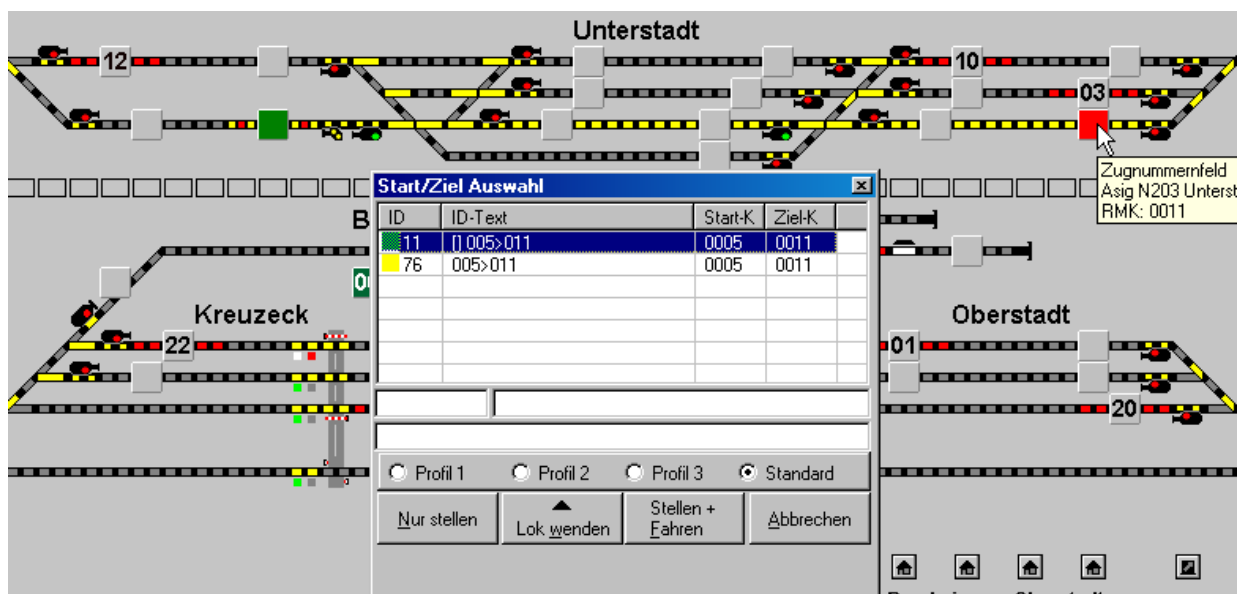 Unterstadt
12
10
03
Zugnummernfeld
Asig N203 Unterst
RMK: 0011
Start/Ziel Auswahl
ID ID-Text Start-K Ziel-K
11 [] 005>011 0005 0011
76 005>011 0005 0011
B
Kreuzeck
22
Oberstadt
01
20
Profil 1 Profil 2 Profil 3 Standard
Nur stellen
Lok wenden
Stellen +
Fahren
Abbrechen